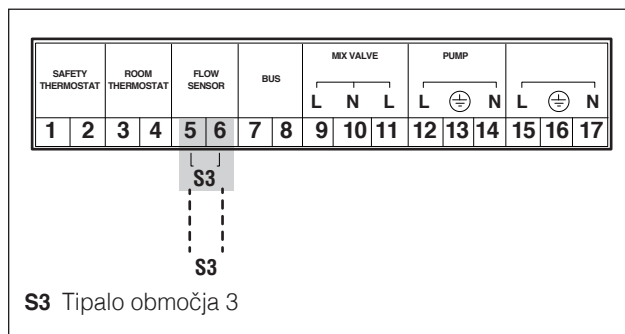 SAFETY THERMOSTAT ROOM THERMOSTAT FLOW SENSOR BUS MIX VALVE PUMP
L N L L N L N
1 2 3 4 5 6 7 8 9 10 11 12 13 14 15 16 17
S3
S3
S3 Tipalo območja 3